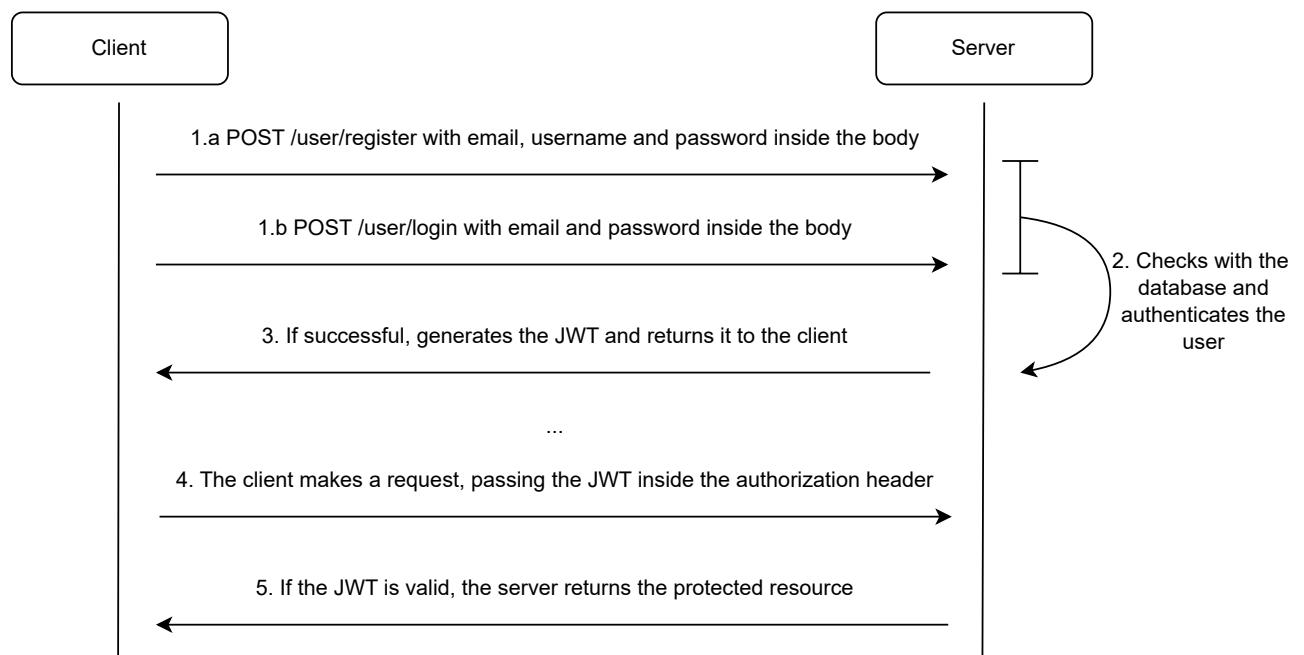 Client
Server
1.a POST /user/register with email, username and password inside the body
1.b POST /user/login with email and password inside the body
2. Checks with the
database and
authenticates the
user
3. If successful, generates the JWT and returns it to the client
...
4. The client makes a request, passing the JWT inside the authorization header
5. If the JWT is valid, the server returns the protected resource